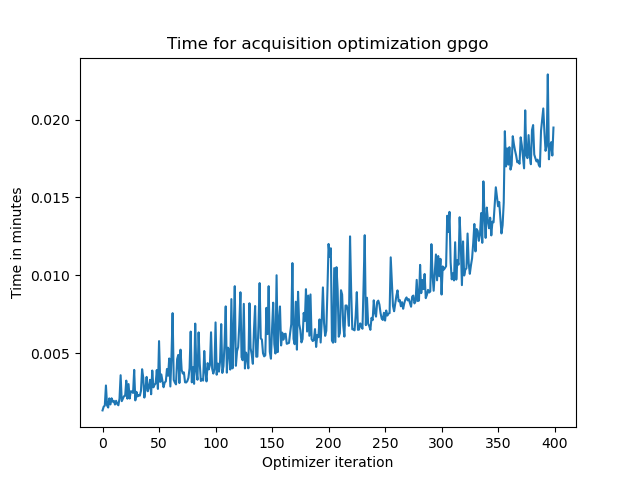 Time for acquisition optimization gpgo
0.020
0.015
0.010
0.005
Time in minutes
0 50 100 150 200 250 300 350 400
Optimizer iteration